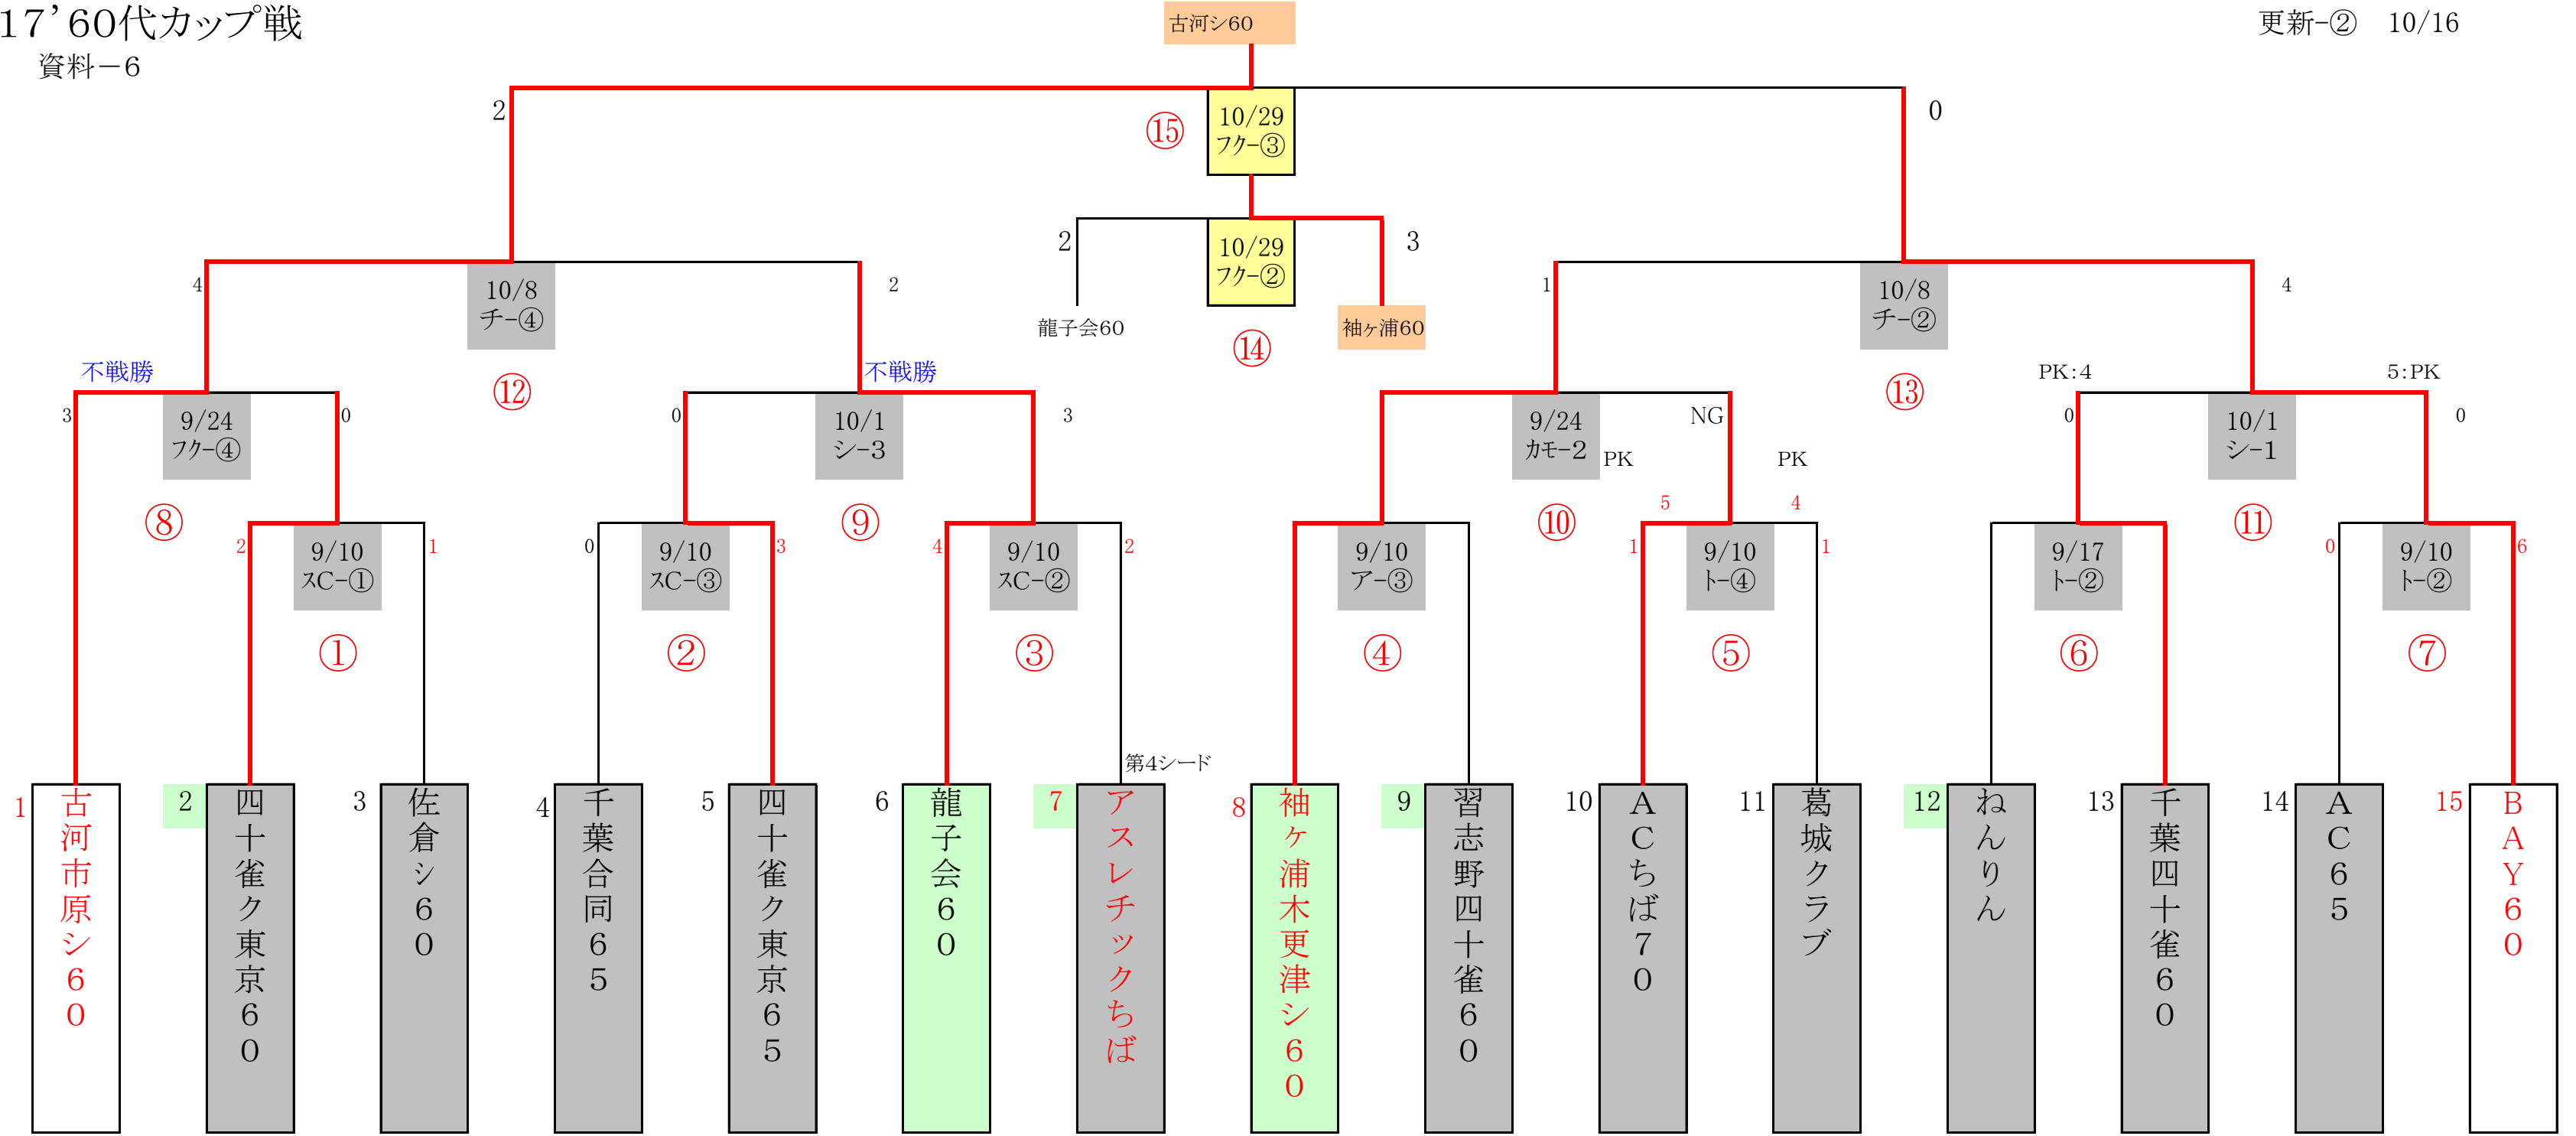 17’60代カップ戦
資料－6
古河シ60
更新-② 10/16
2
0
⑮
10/29
フク-③
2
3
10/29
フク-②
龍子会60
袖ヶ浦60
⑭
4
2
10/8
チ-④
1
4
10/8
チ-②
不戦勝
不戦勝
⑫
PK:4
5:PK
⑬
3
0
9/24
フク-④
0
3
10/1
シ-3
NG
9/24
カモ-2
PK
PK
0
0
10/1
シ-1
⑧
⑨
5
4
⑩
⑪
2
1
9/10
スC-①
0
3
9/10
スC-③
4
2
9/10
スC-②
9/10
ア-③
1
1
9/10
ト-④
9/17
ト-②
0
6
9/10
ト-②
①
②
③
④
⑤
⑥
⑦
第4シード
1
古河市原シ60
2
四十雀ク東京60
3
佐倉シ60
4
千葉合同65
5
四十雀ク東京65
6
龍子会60
7
アスレチックちば
8
袖ヶ浦木更津シ60
9
習志野四十雀60
10
ACちば70
11
葛城クラブ
12
ねんりん
13
千葉四十雀60
14
AC65
15
BAY60